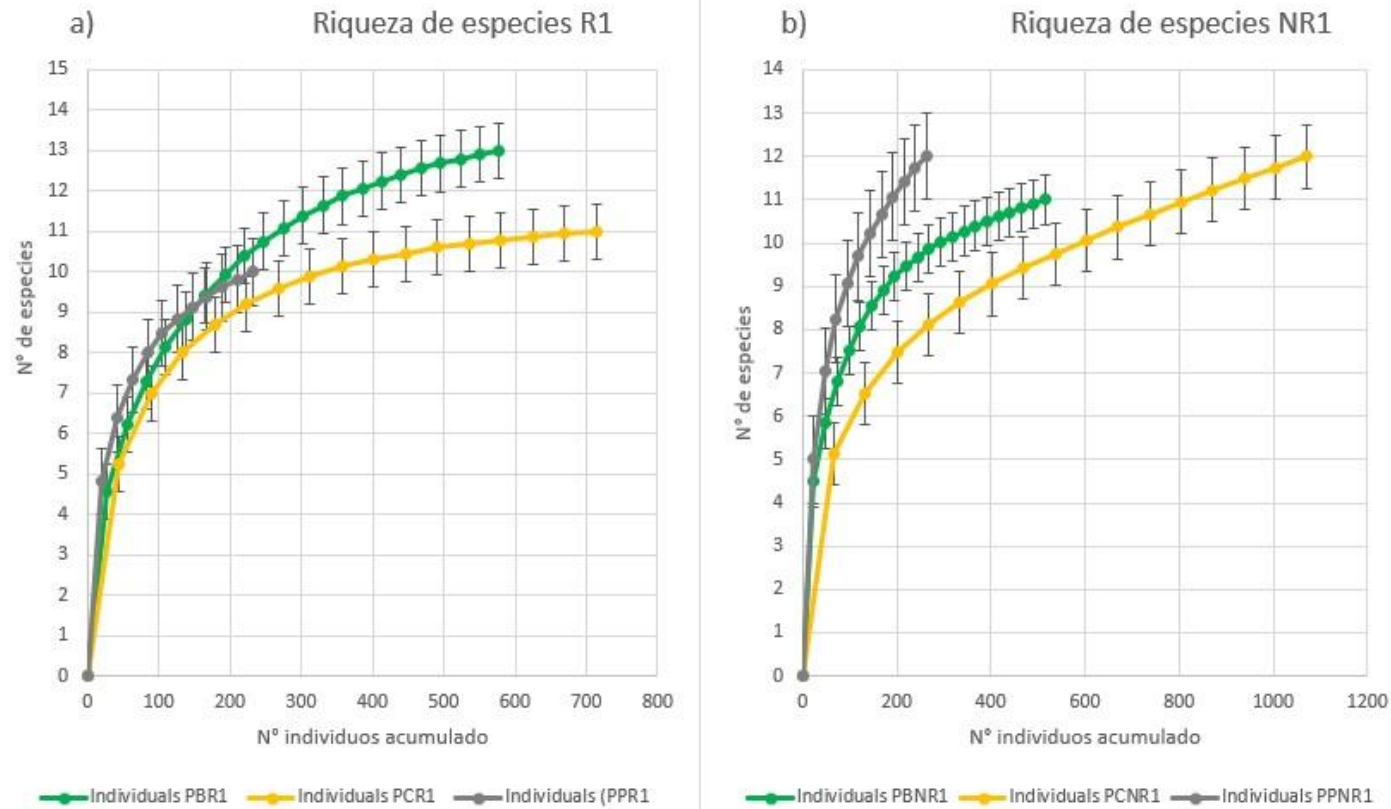 a)
Riqueza de especies R1
15
14
13
12
11
10
9
8
7
6
5
4
3
2
1
0
N° de especies
0 100 200 300 400 500 600 700 800
N° individuos acumulado
Individuals PBR1 Individuals PCR1 Individuals (PPR1
b)
Riqueza de especies NR1
14
13
12
11
10
9
8
7
6
5
4
3
2
1
0
N° de especies
0 200 400 600 800 1000 1200
N° individuos acumulado
Individuals PBNR1 Individuals PCNR1 Individuals PPNR1